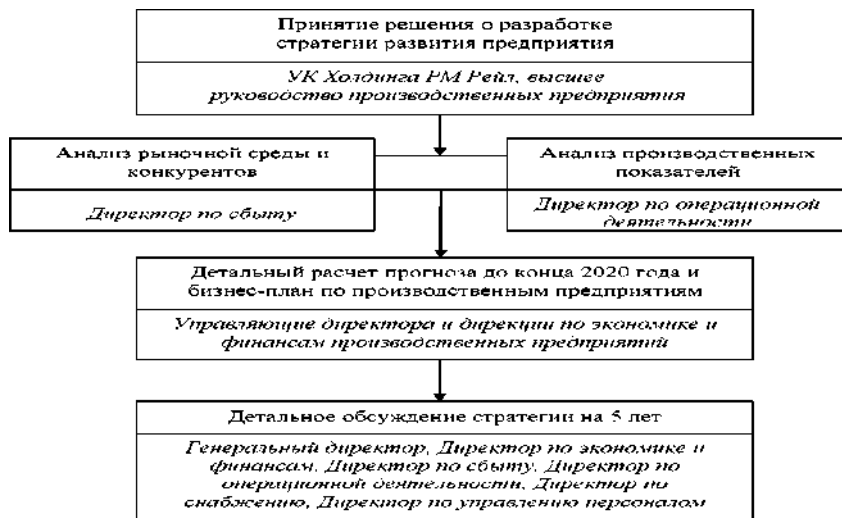 Принятие решения о разработке
стратегии развития предприятия
УК Холдинга РМ Рейл, высшее
руководство производственных предприятия
Анализ рыночной среды и
конкурентов
Директор по сбыту
Анализ производственных
показателей
Директор по операционной
деятельности
Детальный расчет прогноза до конца 2020 года и
бизнес-план по производственным предприятиям
Управляющие директора и дирекции по экономике и
финансам производственных предприятий
Детальное обсуждение стратегии на 5 лет
Генеральный директор, Директор по экономике и
финансам, Директор по сбыту, Директор по
операционной деятельности, Директор по
снабжению, Директор по управлению персоналом